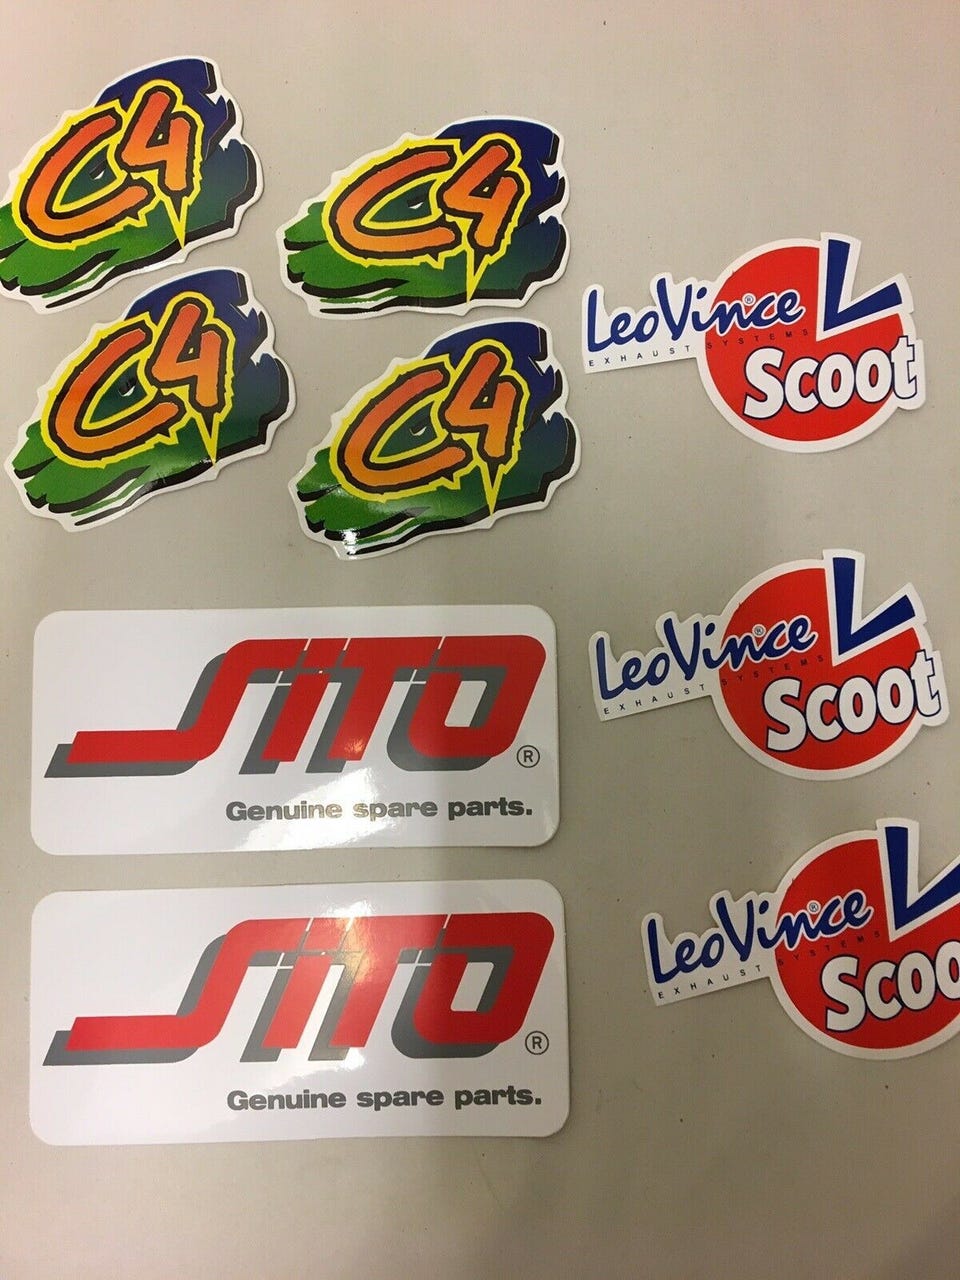 C4
C4
C4
C4
LeoVince®
EXHAUST SYSTEMS
Scoot
LeoVince®
EXHAUST SYSTEMS
Scoot
LeoVince®
EXHAUST SYSTEMS
Scoo
SITO®
Genuine spare parts.
SITO®
Genuine spare parts.